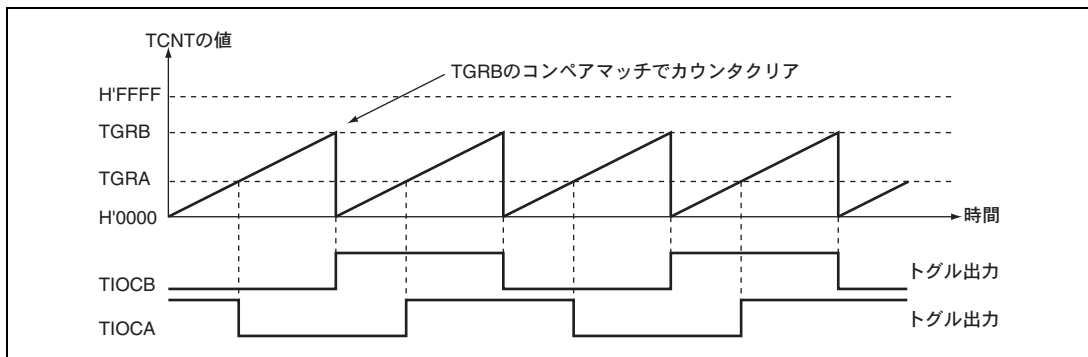 TCNTの値
TGRBのコンペアマッチでカウンタクリア
H'FFFF
TGRB
TGRA
H'0000
時間
TIOCB
トグル出力
TIOCA
トグル出力